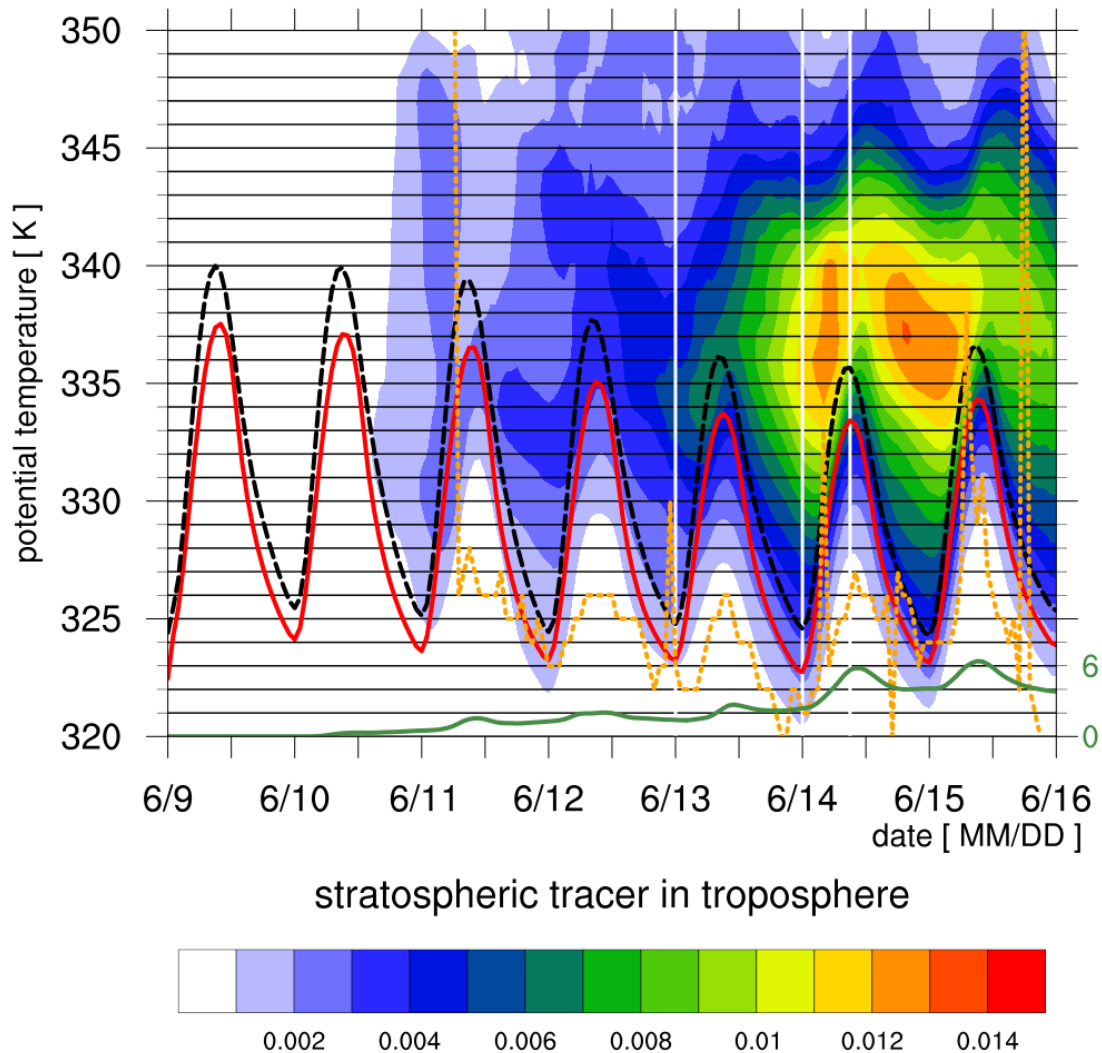 350
345
340
335
330
325
320
potential temperature [ K ]
6
0
6/9 6/10 6/11 6/12 6/13 6/14 6/15 6/16
date [ MM/DD ]
stratospheric tracer in troposphere
0.002 0.004 0.006 0.008 0.01 0.012 0.014